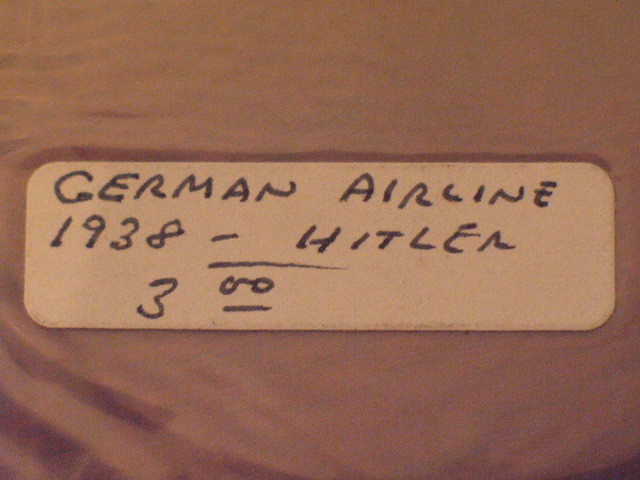 GERMAN AIRLINE
1938 - HITLER
3 00